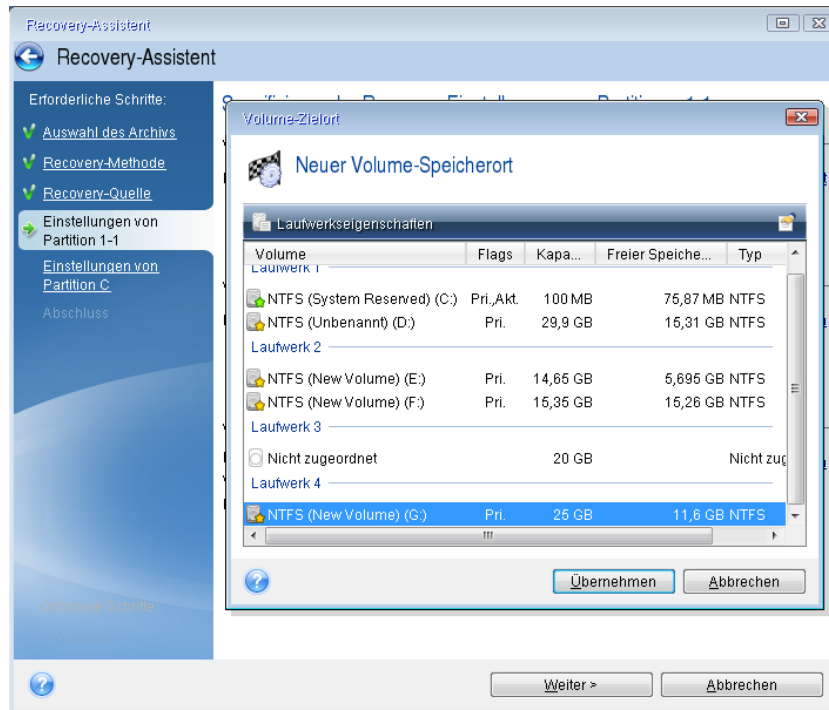 Recovery-Assistent
Recovery-Assistent
Erforderliche Schritte:
Auswahl des Archivs
Recovery-Methode
Recovery-Quelle
Einstellungen von
Partition 1-1
Einstellungen von
Partition C
Abschluss
Volume-Zielort
Neuer Volume-Speicherort
Laufwerkseigenschaften
Volume Flags Kapa... Freier Speiche... Typ
Laufwerk 1
NTFS (System Reserved) (C:) Pri.,Akt. 100 MB 75,87 MB NTFS
NTFS (Unbenannt) (D:) Pri. 29,9 GB 15,31 GB NTFS
Laufwerk 2
NTFS (New Volume) (E:) Pri. 14,65 GB 5,695 GB NTFS
NTFS (New Volume) (F:) Pri. 15,35 GB 15,26 GB NTFS
Laufwerk 3
Nicht zugeordnet 20 GB Nicht zug
Laufwerk 4
NTFS (New Volume) (G:) Pri. 25 GB 11,6 GB NTFS
Übernehmen Abbrechen
Weiter > Abbrechen